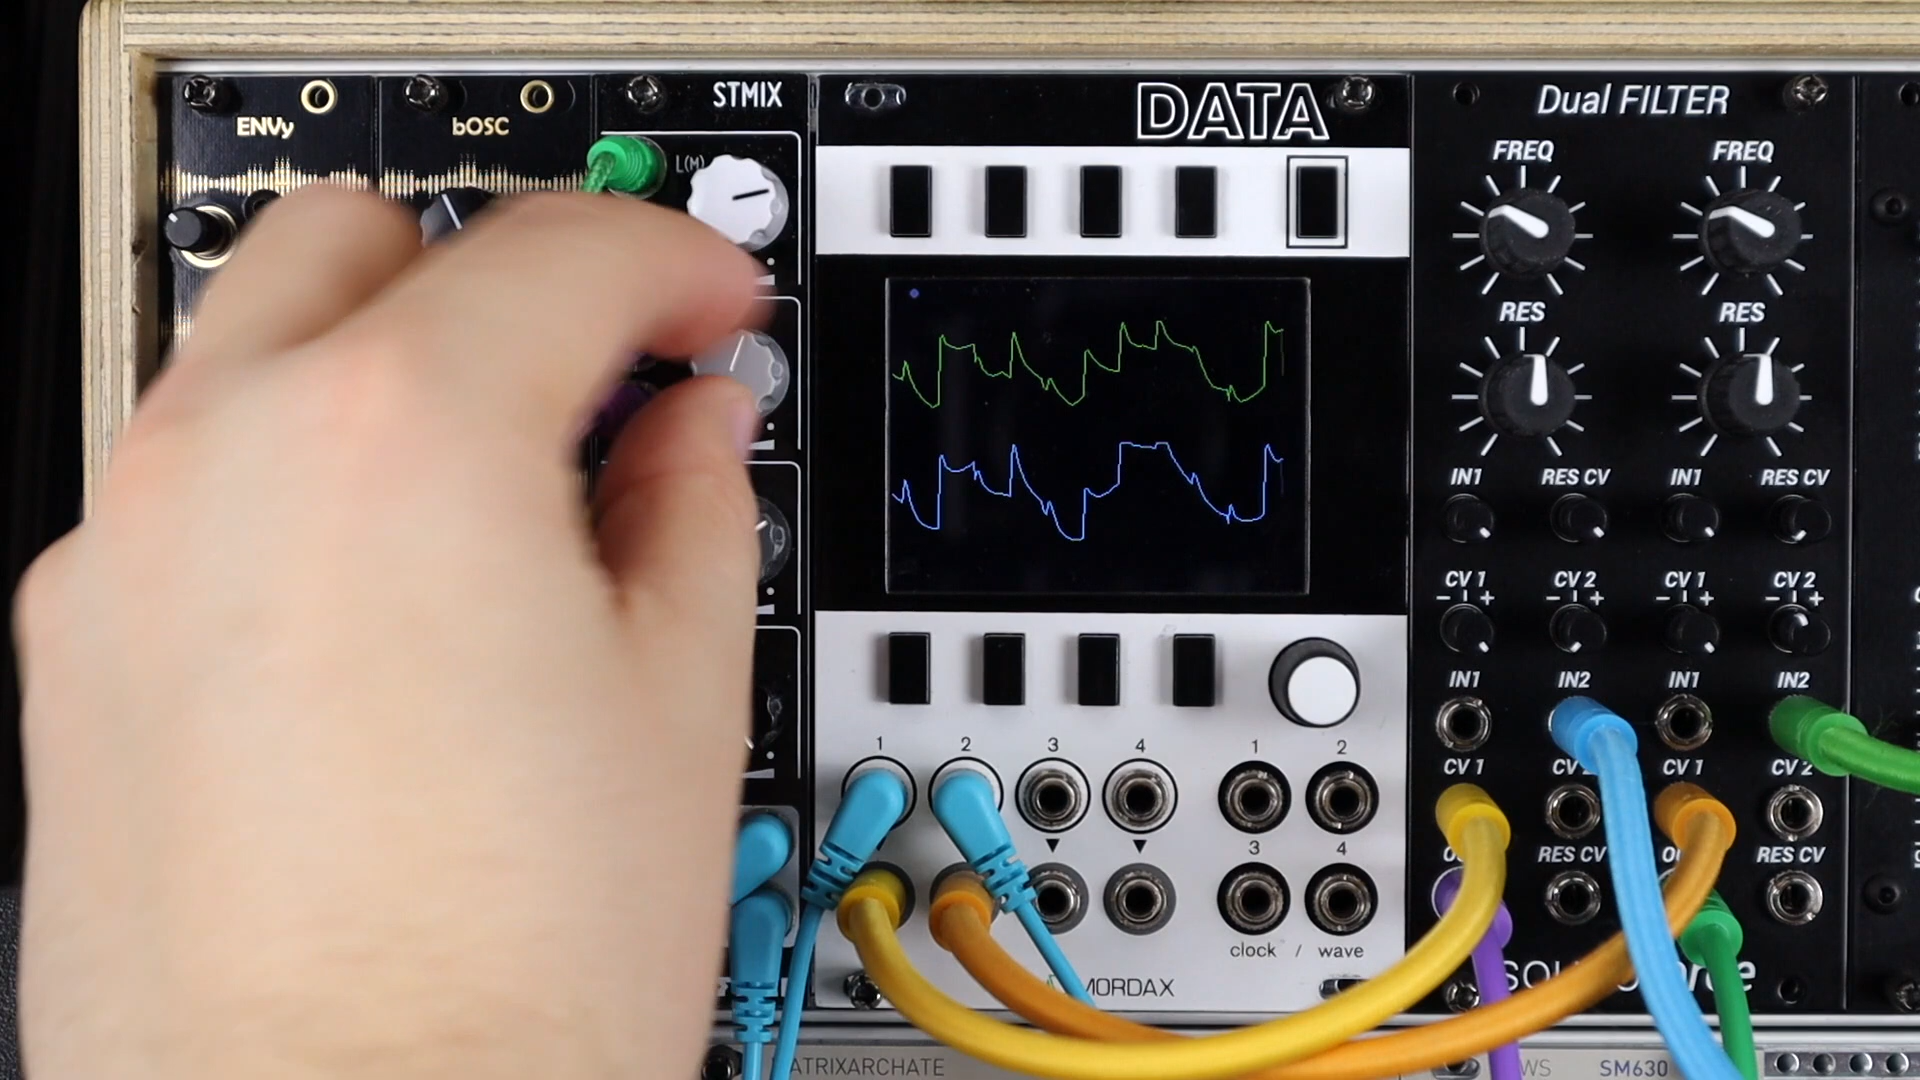 ENVy
bOSC
STMIX
L(M)
DATA
Dual FILTER
FREQ FREQ
RES RES
IN1 RES CV IN1 RES CV
CV 1 CV 2 CV 1 CV 2
- + - + - + - +
IN1 IN2 IN1 IN2
CV 1 CV 1 CV 2
RES CV RES CV
1 2 3 4 1 2
3 4
clock / wave
MORDAX
ATRIXARCHATE
WS SM630